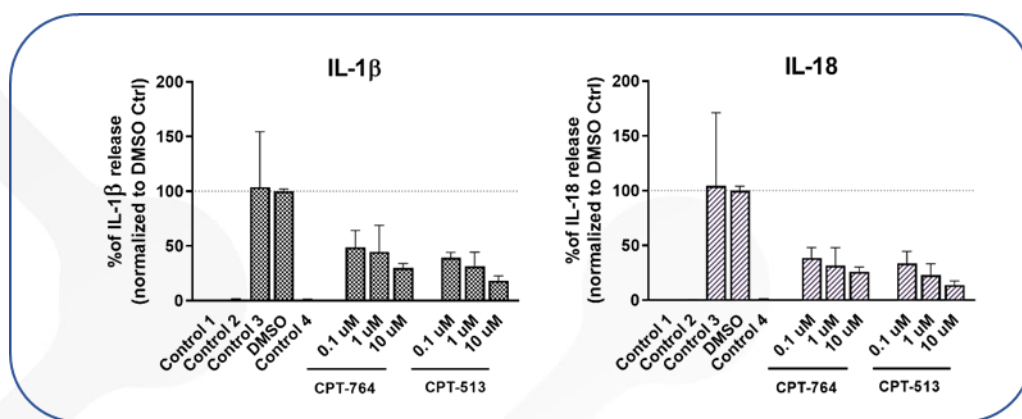 IL-1β
%of IL-1β release
(normalized to DMSO Ctrl)
200
150
100
50
0
Control 1
Control 2
Control 3
DMSO
Control 4
0.1 uM
1 uM
10 uM
0.1 uM
1 uM
10 uM
CPT-764
CPT-513
IL-18
%of IL-18 release
(normalized to DMSO Ctrl)
200
150
100
50
0
Control 1
Control 2
Control 3
DMSO
Control 4
0.1 uM
1 uM
10 uM
0.1 uM
1 uM
10 uM
CPT-764
CPT-513